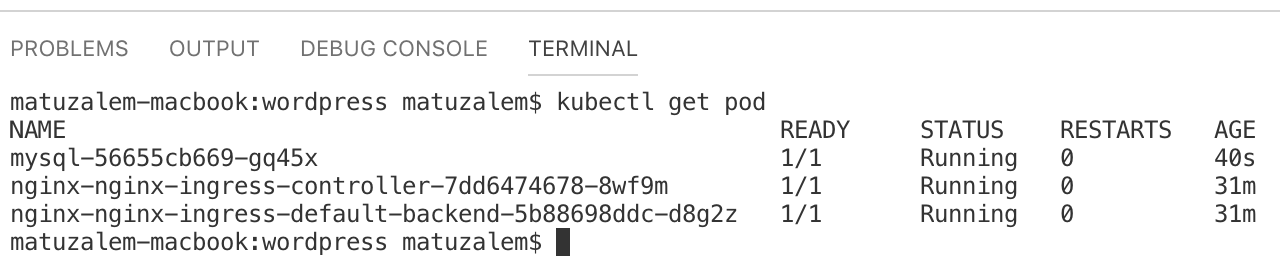 PROBLEMS OUTPUT DEBUG CONSOLE TERMINAL
matuzalem-macbook:wordpress matuzalem$ kubectl get pod
NAME READY STATUS RESTARTS AGE
mysql-56655cb669-gq45x 1/1 Running 0 40s
nginx-nginx-ingress-controller-7dd6474678-8wf9m 1/1 Running 0 31m
nginx-nginx-ingress-default-backend-5b88698ddc-d8g2z 1/1 Running 0 31m
matuzalem-macbook:wordpress matuzalem$